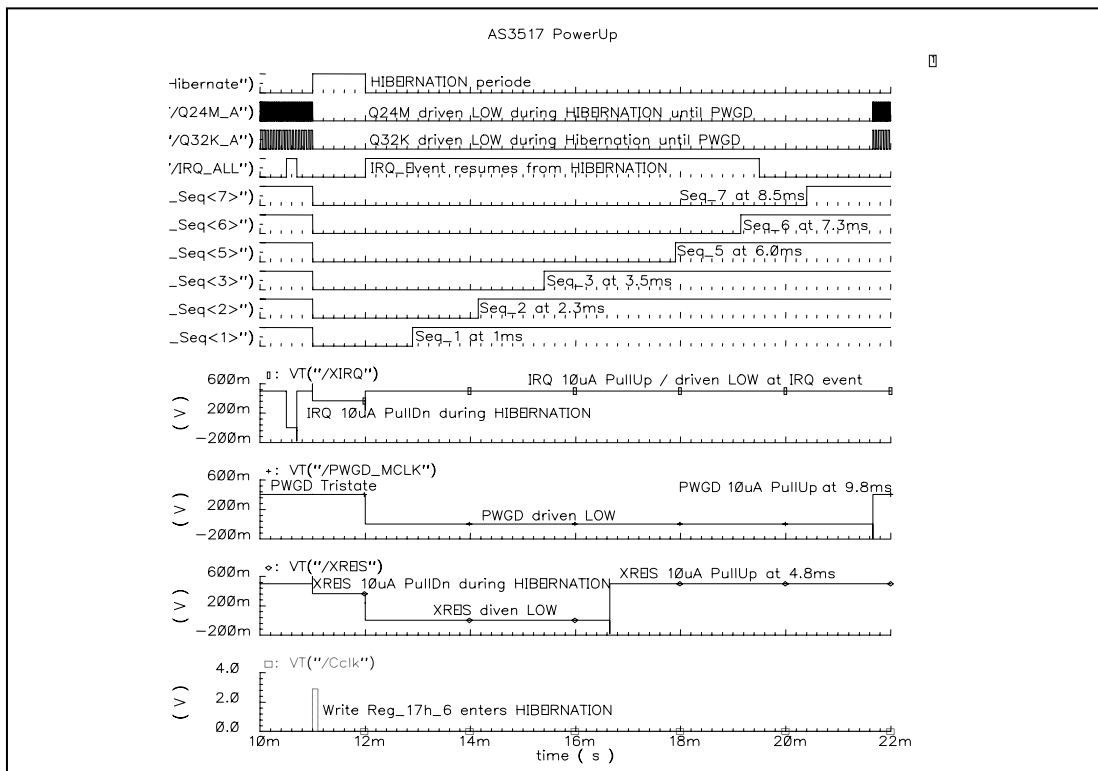 AS3517 PowerUp
1
Hibernate")
HIBERNATION periode
"/Q24M_A")
Q24M driven LOW during HIBERNATION until PWGD
"/Q32K_A")
Q32K driven LOW during Hibernation until PWGD
"/IRQ_ALL")
IRQ_Event resumes from HIBERNATION
_Seq<7>")
Seq_7 at 8.5ms
_Seq<6>")
Seq_6 at 7.3ms
_Seq<5>")
Seq_5 at 6.0ms
_Seq<3>")
Seq_3 at 3.5ms
_Seq<2>")
Seq_2 at 2.3ms
_Seq<1>")
Seq_1 at 1ms
▯: VT("/XIRQ")
600m
200m
-200m
(V)
IRQ 10uA PullUp / driven LOW at IRQ event
IRQ 10uA PullDn during HIBERNATION
+: VT("/PWGD_MCLK")
600m
200m
-200m
(V)
PWGD Tristate
PWGD 10uA PullUp at 9.8ms
PWGD driven LOW
◇: VT("/XRES")
600m
200m
-200m
(V)
XRES 10uA PullUp at 4.8ms
XRES 10uA PullDn during HIBERNATION
XRES diven LOW
□: VT("/Cclk")
4.0
2.0
0.0
(V)
Write Reg_17h_6 enters HIBERNATION
10m 12m 14m 16m 18m 20m 22m
time ( s )